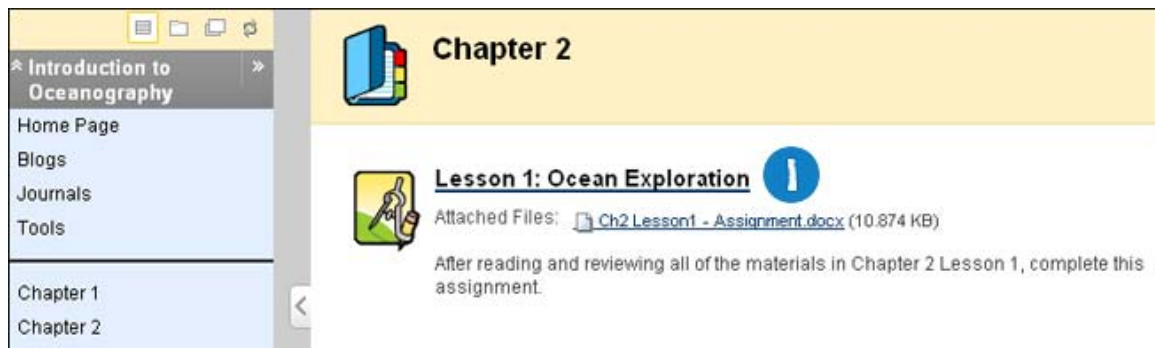 Introduction to
Oceanography
Home Page
Blogs
Journals
Tools
Chapter 1
Chapter 2
Chapter 2
Lesson 1: Ocean Exploration
1
Attached Files: Ch2 Lesson1 - Assignment.docx (10.874 KB)
After reading and reviewing all of the materials in Chapter 2 Lesson 1, complete this
assignment.